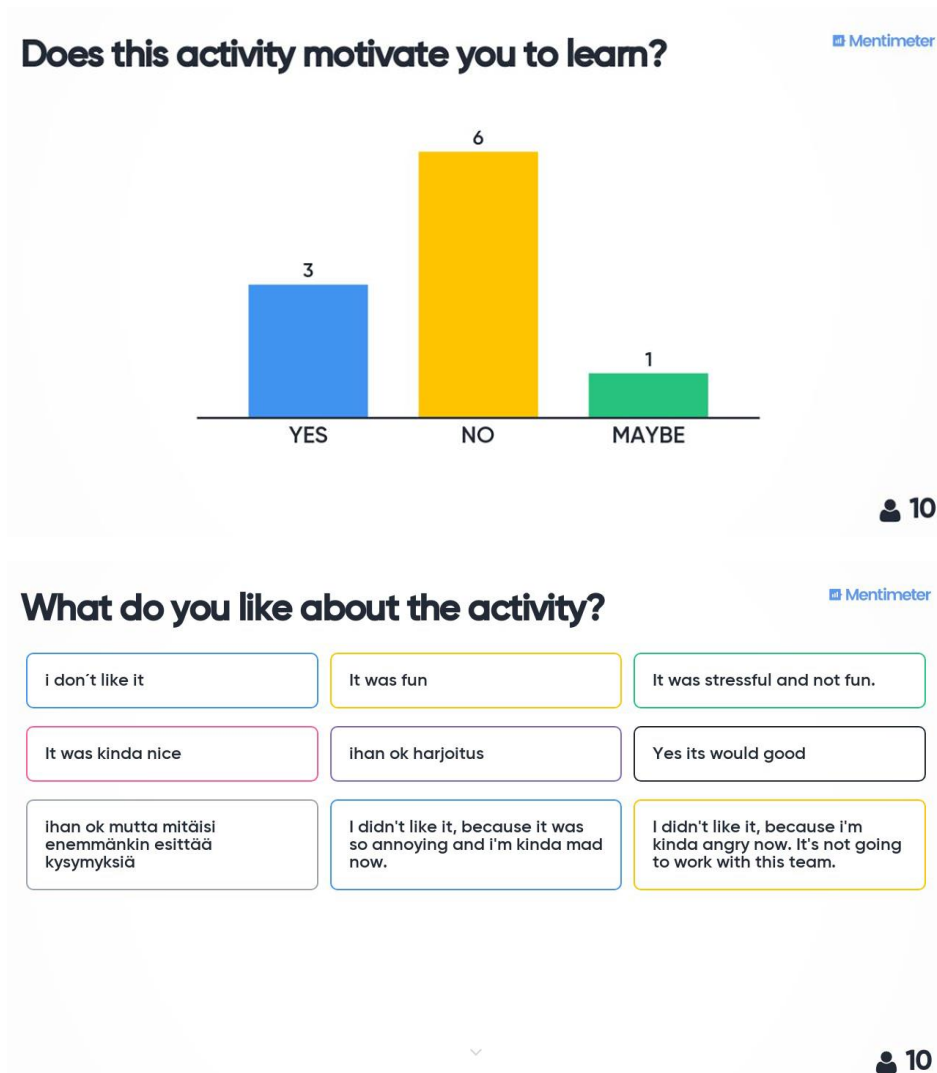 Does this activity motivate you to learn?
Mentimeter
6
3
1
YES NO MAYBE
10
What do you like about the activity?
Mentimeter
i don´t like it
It was fun
It was stressful and not fun.
It was kinda nice
ihan ok harjoitus
Yes its would good
ihan ok mutta mitäisi
enemmänkin esittää
kysymyksiä
I didn't like it, because it was
so annoying and i'm kinda mad
now.
I didn't like it, because i'm
kinda angry now. It's not going
to work with this team.
10